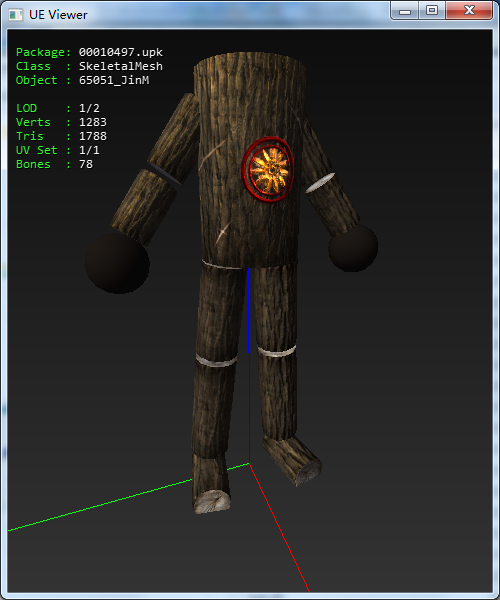 UE Viewer
Package: 00010497.upk
Class  : SkeletalMesh
Object : 65051_JinM
LOD    : 1/2
Verts  : 1283
Tris   : 1788
UV Set : 1/1
Bones  : 78